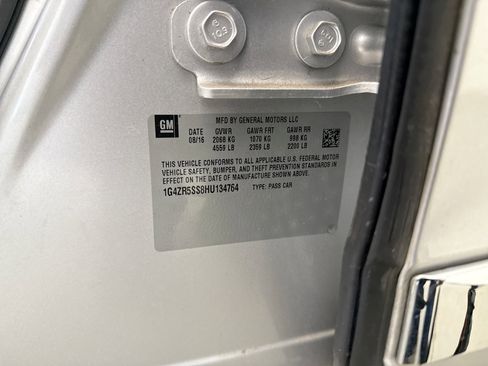 GM
MFD BY GENERAL MOTORS LLC
DATE GVWR GAWR FRT GAWR RR
08/16 2068 KG 1070 KG 998 KG
4559 LB 2359 LB 2200 LB
THIS VEHICLE CONFORMS TO ALL APPLICABLE U.S. FEDERAL MOTOR
VEHICLE SAFETY, BUMPER, AND THEFT PREVENTION STANDARDS IN
EFFECT ON THE DATE OF MANUFACTURE SHOWN ABOVE.
1G4ZR5SS8HU134764 TYPE: PASS CAR